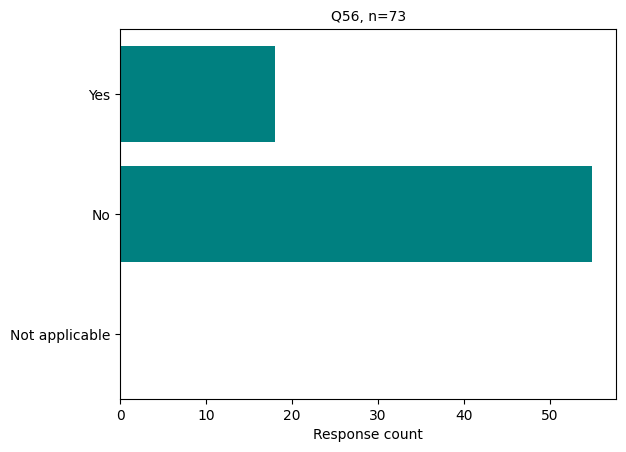 Q56, n=73
Yes
No
Not applicable
0 10 20 30 40 50
Response count